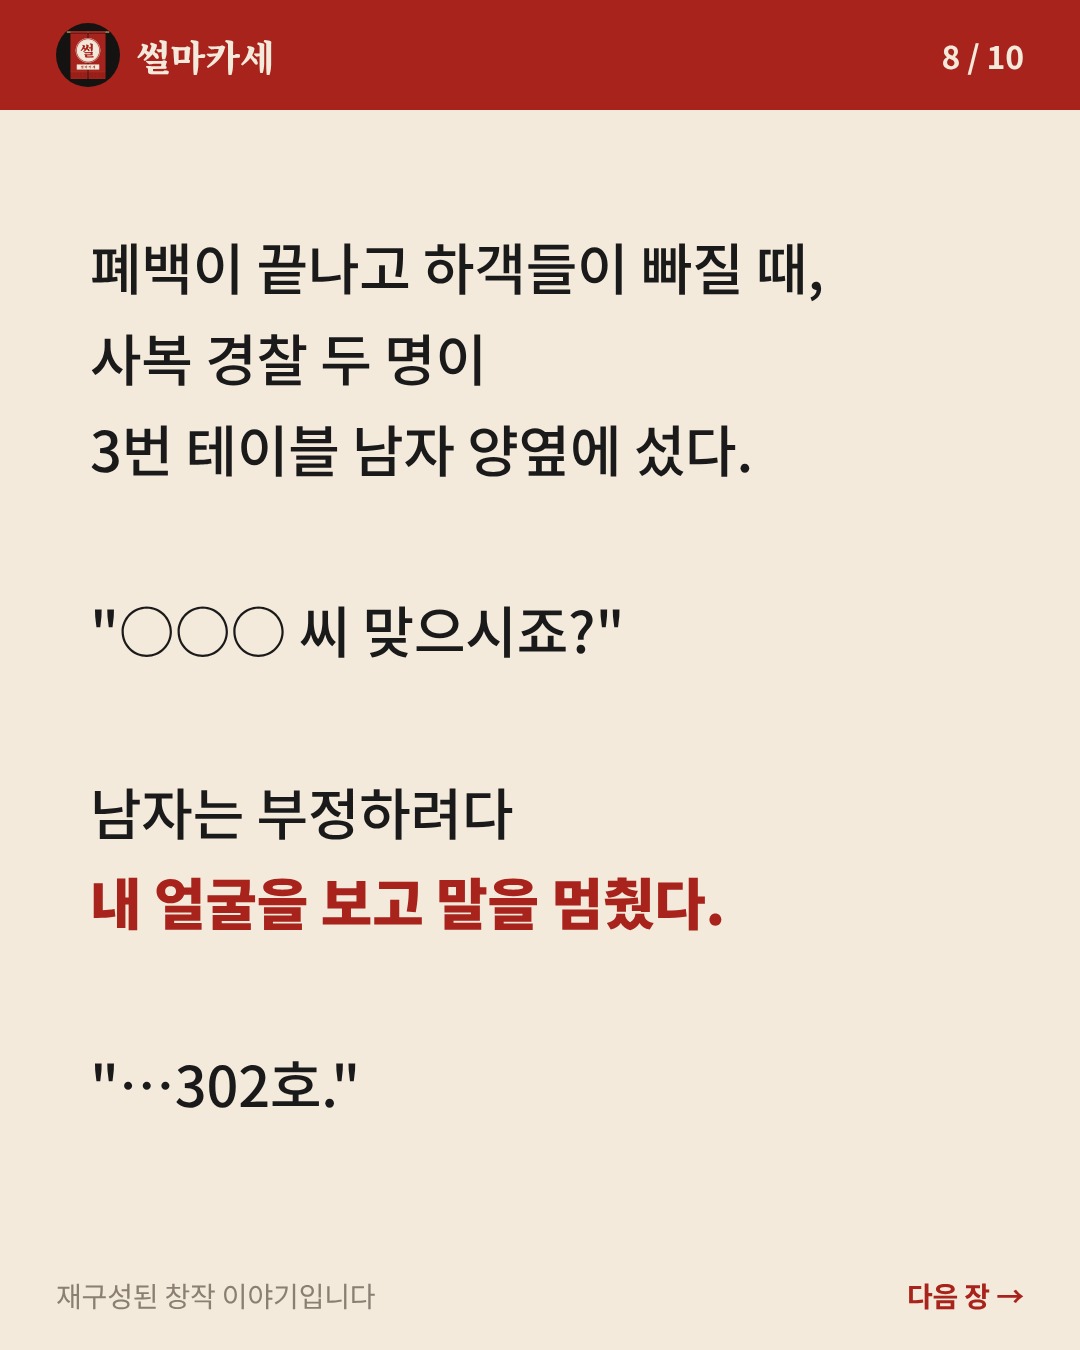 썰
썰마카세
8 / 10
폐백이 끝나고 하객들이 빠질 때,
사복 경찰 두 명이
3번 테이블 남자 양옆에 섰다.
"○○○ 씨 맞으시죠?"
남자는 부정하려다
내 얼굴을 보고 말을 멈췄다.
"…302호."
재구성된 창작 이야기입니다
다음 장 →